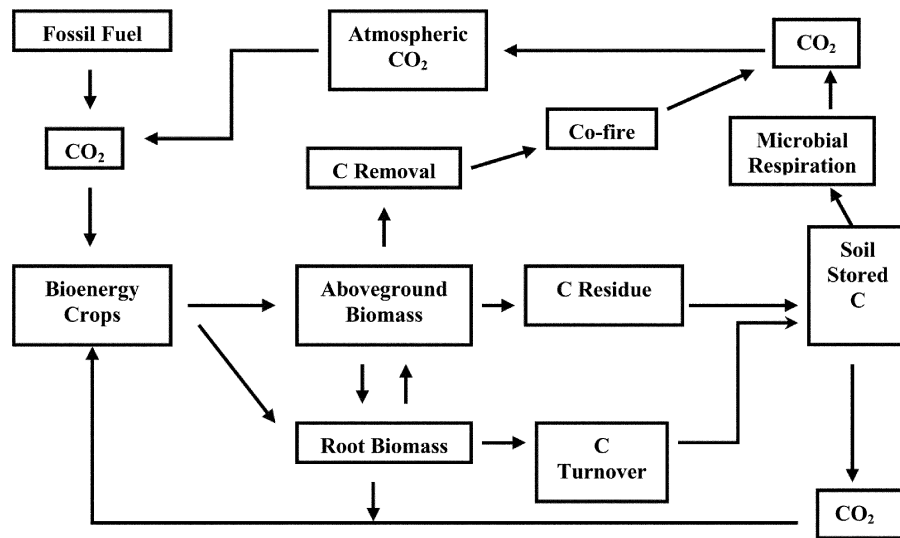 Fossil Fuel
Atmospheric
CO₂
CO₂
CO₂
Co-fire
Microbial
Respiration
C Removal
Bioenergy
Crops
Aboveground
Biomass
C Residue
Soil
Stored
C
Root Biomass
C
Turnover
CO₂